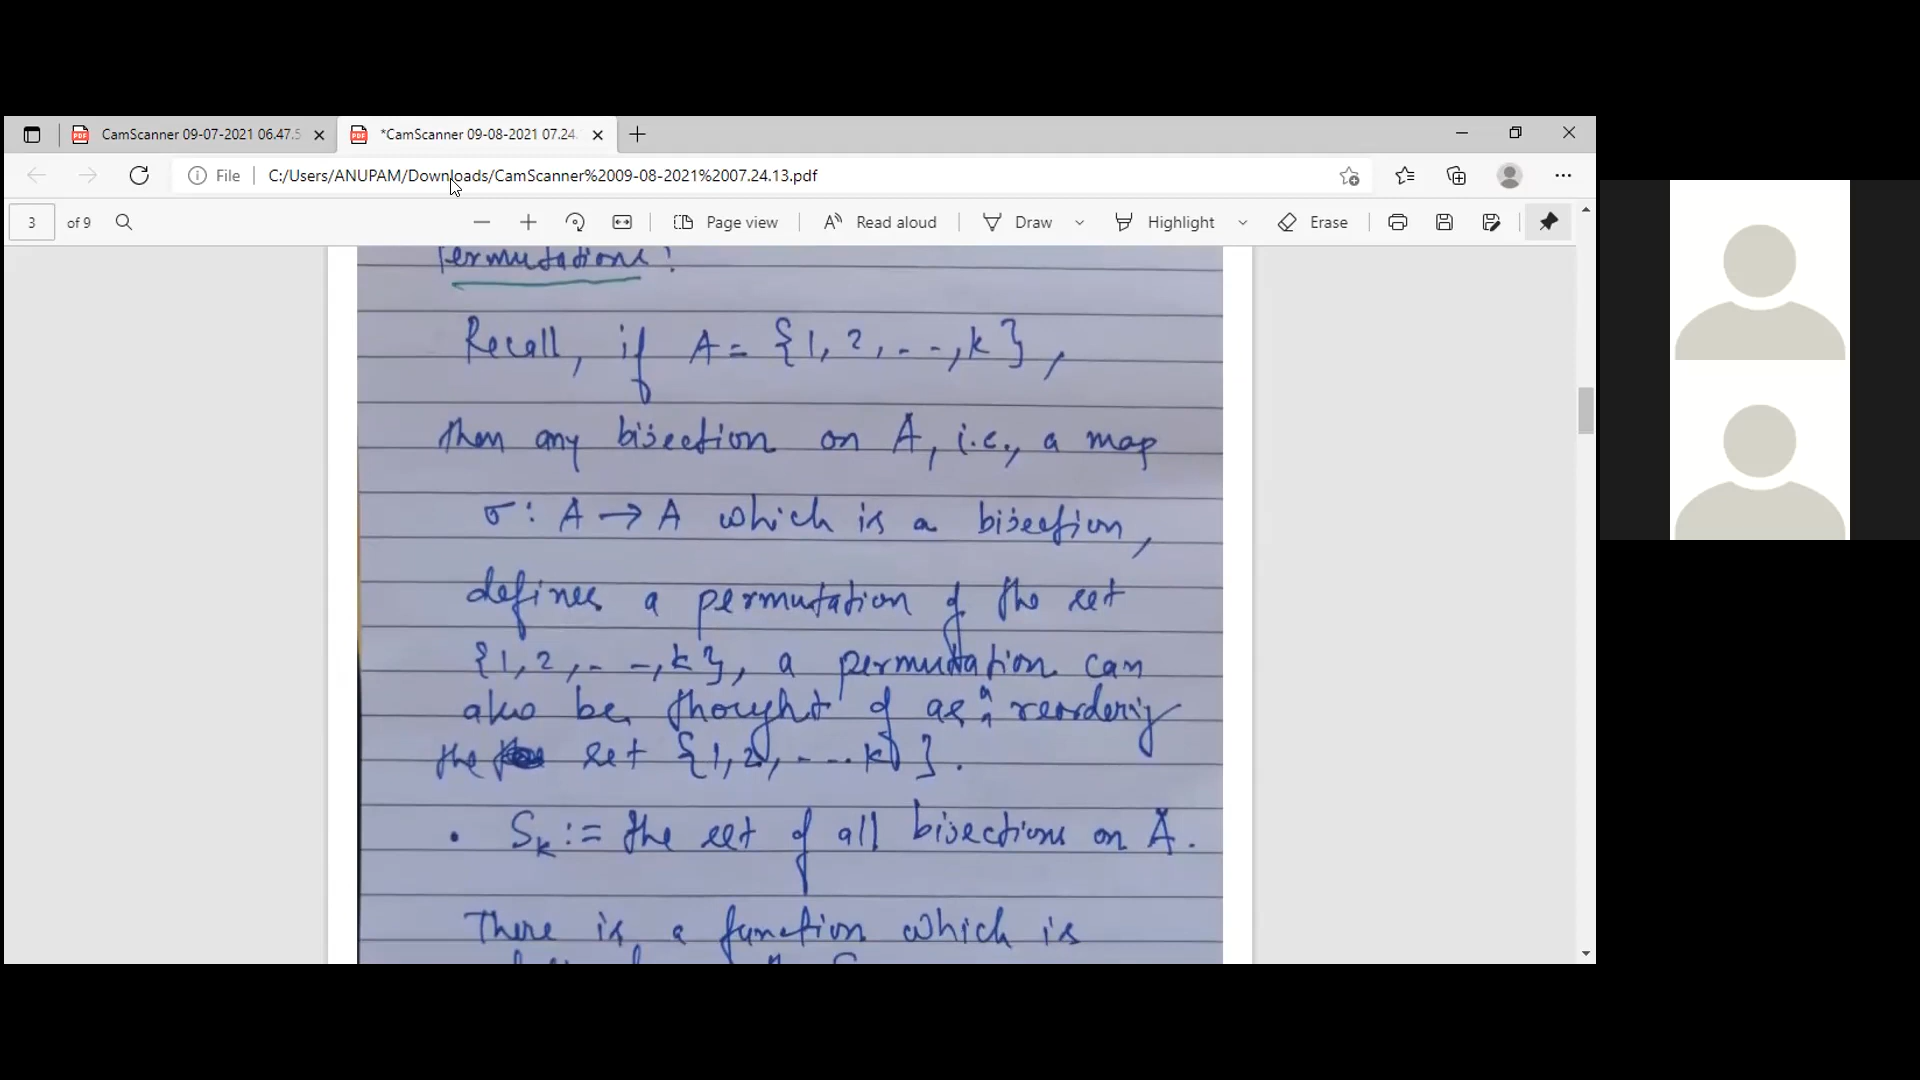 CamScanner 09-07-2021 06.47.5
*CamScanner 09-08-2021 07.24
File C:/Users/ANUPAM/Downloads/CamScanner%2009-08-2021%2007.24.13.pdf
3 of 9 Page view Read aloud Draw Highlight Erase
Permutations:
Recall, if A = {1, 2, - - -, k},
then any bijection on A, i.e., a map
σ : A → A which is a bijection,
defines a permutation of the set
{1, 2, - - -, k}, a permutation can
also be thought of as a reordering
the set {1, 2, - ... k}.
• Sk := the set of all bijections on A.
There is a function which is